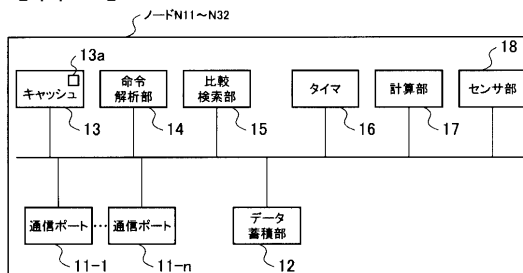 ノードN11〜N32
13a
18
キャッシュ
命令
解析部
比較
検索部
タイマ
計算部
センサ部
13
14
15
16
17
通信ポート
…
通信ポート
データ
蓄積部
11-1
11-n
12